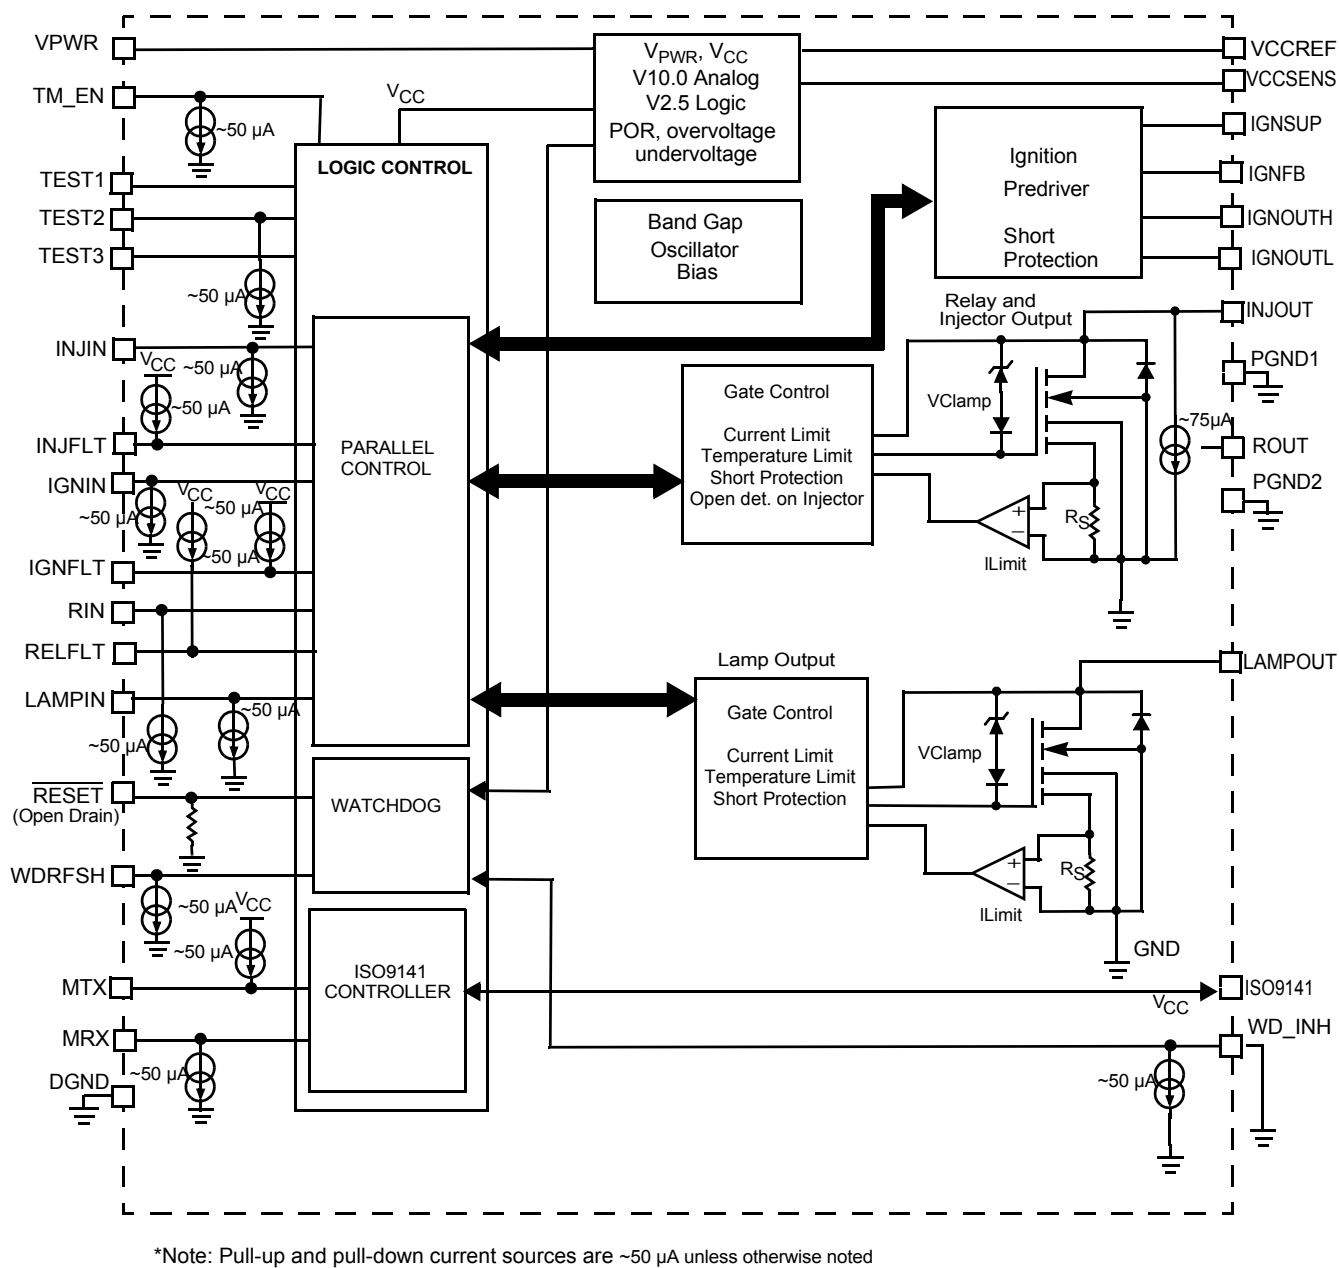 VPWR
TM_EN
~50 µA
TEST1
TEST2
TEST3
~50 µA
INJIN
VCC
~50 µA
~50 µA
INJFLT
IGNIN
~50 µA
VCC
~50 µA
VCC
~50 µA
IGNFLT
RIN
RELFLT
LAMPIN
~50 µA
~50 µA
RESET
(Open Drain)
WDRFSH
~50 µA
VCC
~50 µA
MTX
MRX
~50 µA
DGND
VCC
LOGIC CONTROL
PARALLEL
CONTROL
WATCHDOG
ISO9141
CONTROLLER
VPWR, VCC
V10.0 Analog
V2.5 Logic
POR, overvoltage
undervoltage
Band Gap
Oscillator
Bias
Ignition
Predriver
Short
Protection
Relay and
Injector Output
Gate Control
Current Limit
Temperature Limit
Short Protection
Open det. on Injector
VClamp
+
–
RS
ILimit
~75µA
Lamp Output
Gate Control
Current Limit
Temperature Limit
Short Protection
VClamp
+
–
RS
ILimit
GND
VCC
~50 µA
VCCREF
VCCSENS
IGNSUP
IGNFB
IGNOUTH
IGNOUTL
INJOUT
PGND1
ROUT
PGND2
LAMPOUT
ISO9141
WD_INH
*Note: Pull-up and pull-down current sources are ~50 µA unless otherwise noted